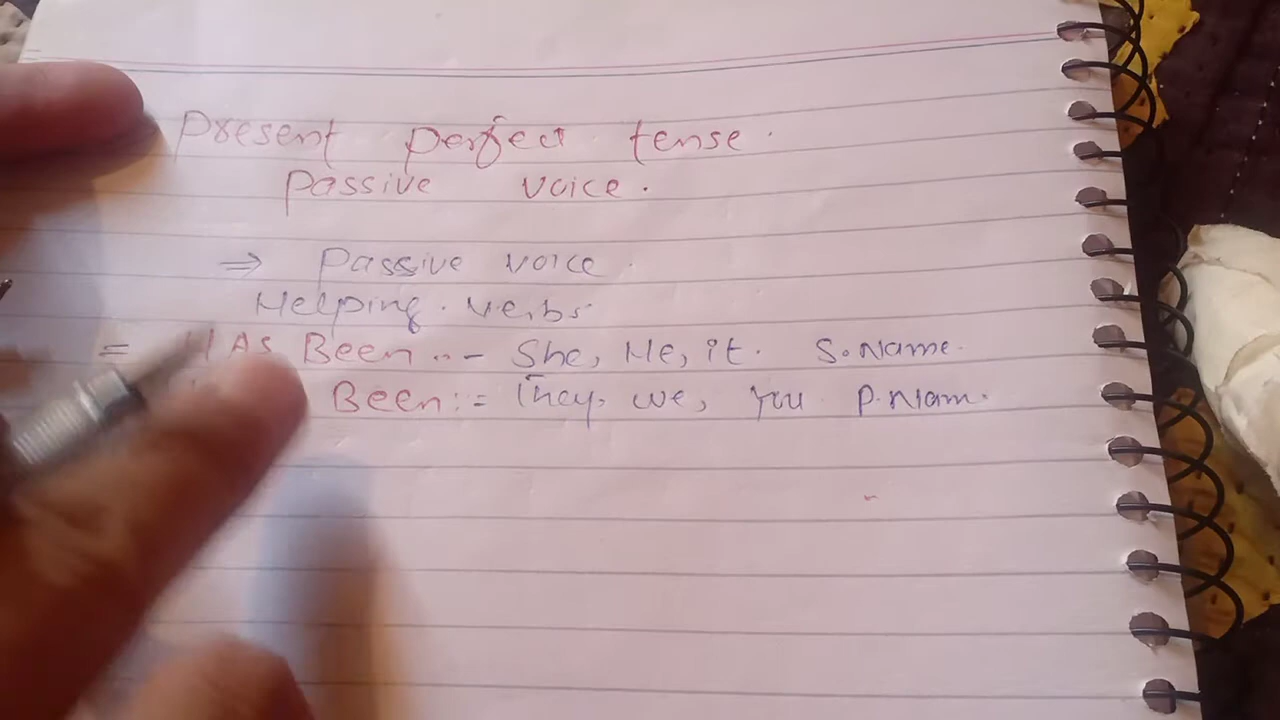 Present perfect tense.
Passive voice.
⇒ Passive voice.
Helping. verbs
= HAS Been..- She, He, it. S.Name.
Been:= They, we, you P.Nam.